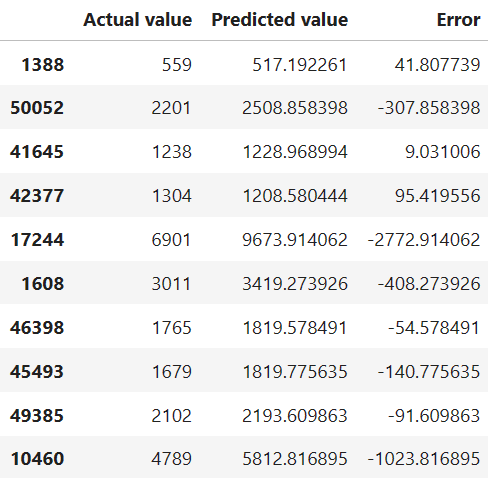 Actual value Predicted value Error
1388 559 517.192261 41.807739
50052 2201 2508.858398 -307.858398
41645 1238 1228.968994 9.031006
42377 1304 1208.580444 95.419556
17244 6901 9673.914062 -2772.914062
1608 3011 3419.273926 -408.273926
46398 1765 1819.578491 -54.578491
45493 1679 1819.775635 -140.775635
49385 2102 2193.609863 -91.609863
10460 4789 5812.816895 -1023.816895